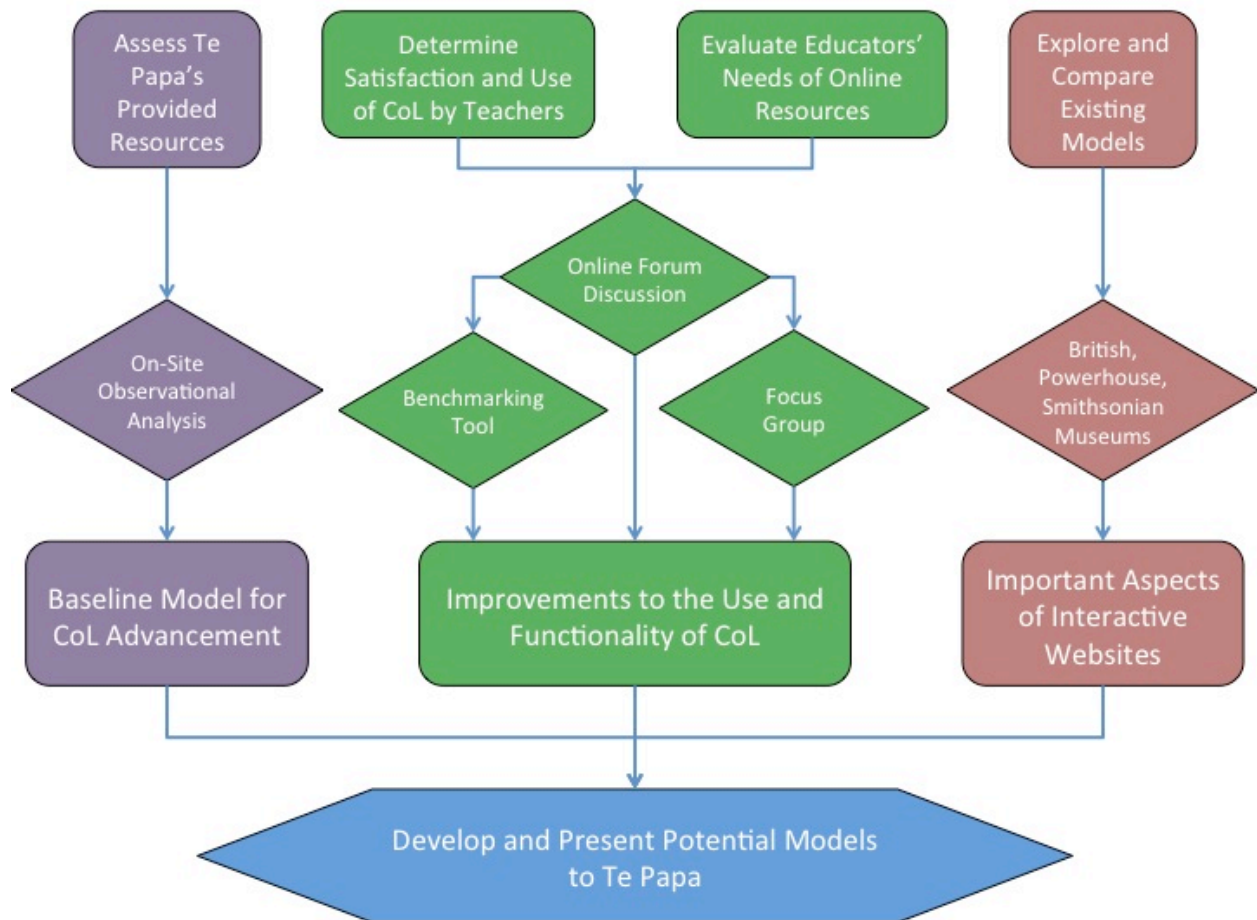 Assess Te
Papa's
Provided
Resources
Determine
Satisfaction and Use
of CoL by Teachers
Evaluate Educators'
Needs of Online
Resources
Explore and
Compare
Existing
Models
Online Forum
Discussion
On-Site
Observational
Analysis
Benchmarking
Tool
Focus
Group
British,
Powerhouse,
Smithsonian
Museums
Baseline Model for
CoL Advancement
Improvements to the Use and
Functionality of CoL
Important Aspects
of Interactive
Websites
Develop and Present Potential Models
to Te Papa